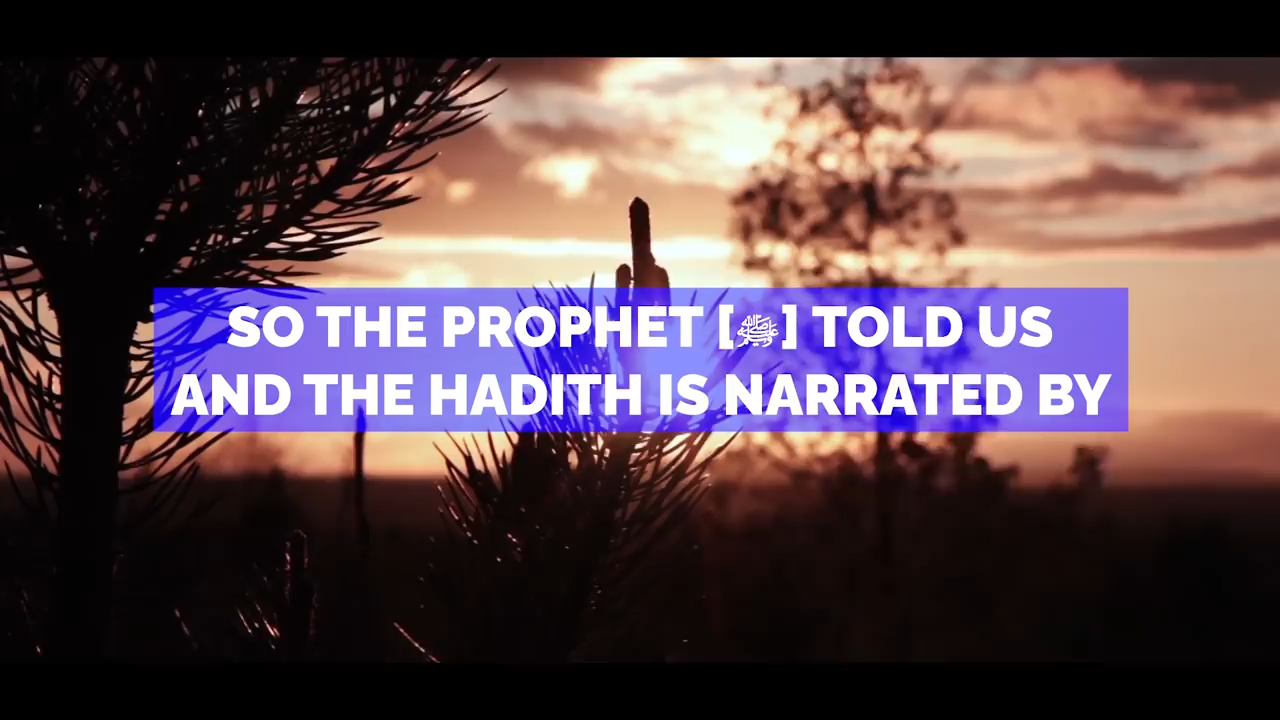 SO THE PROPHET [ﷺ] TOLD US
AND THE HADITH IS NARRATED BY